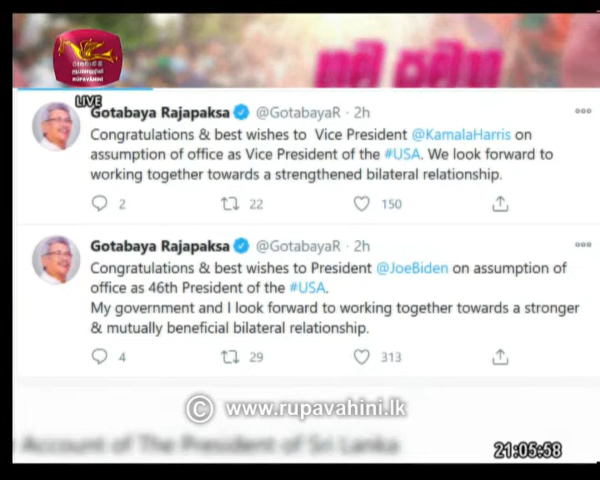 නව සමාජ
රූපවාහිනී
RUPAVAHINI
LIVE
Gotabaya Rajapaksa @GotabayaR · 2h
Congratulations & best wishes to Vice President @KamalaHarris on
assumption of office as Vice President of the #USA. We look forward to
working together towards a strengthened bilateral relationship.
2 22 150
Gotabaya Rajapaksa @GotabayaR · 2h
Congratulations & best wishes to President @JoeBiden on assumption of
office as 46th President of the #USA.
My government and I look forward to working together towards a stronger
& mutually beneficial bilateral relationship.
4 29 313
© www.rupavahini.lk
Account of The President of Sri Lanka
21:05:58